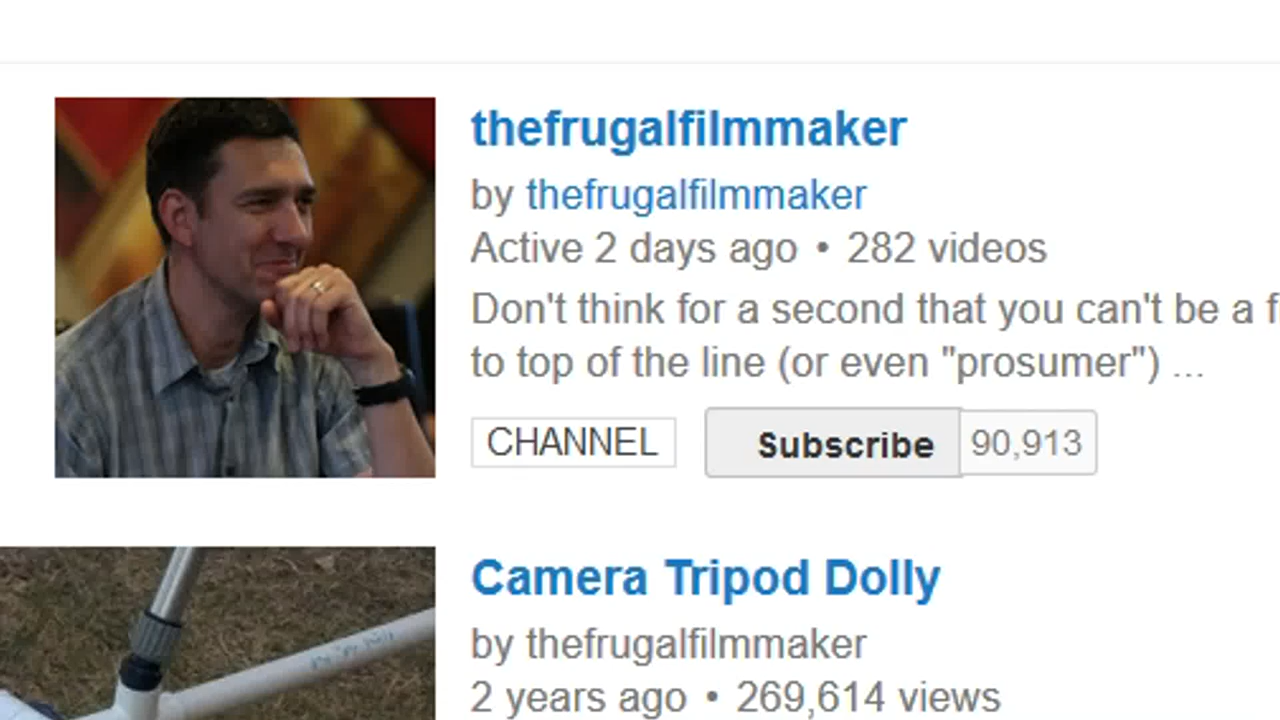 thefrugalfilmmaker
by thefrugalfilmmaker
Active 2 days ago • 282 videos
Don't think for a second that you can't be a f
to top of the line (or even "prosumer") ...
CHANNEL Subscribe 90,913
Camera Tripod Dolly
by thefrugalfilmmaker
2 years ago • 269,614 views